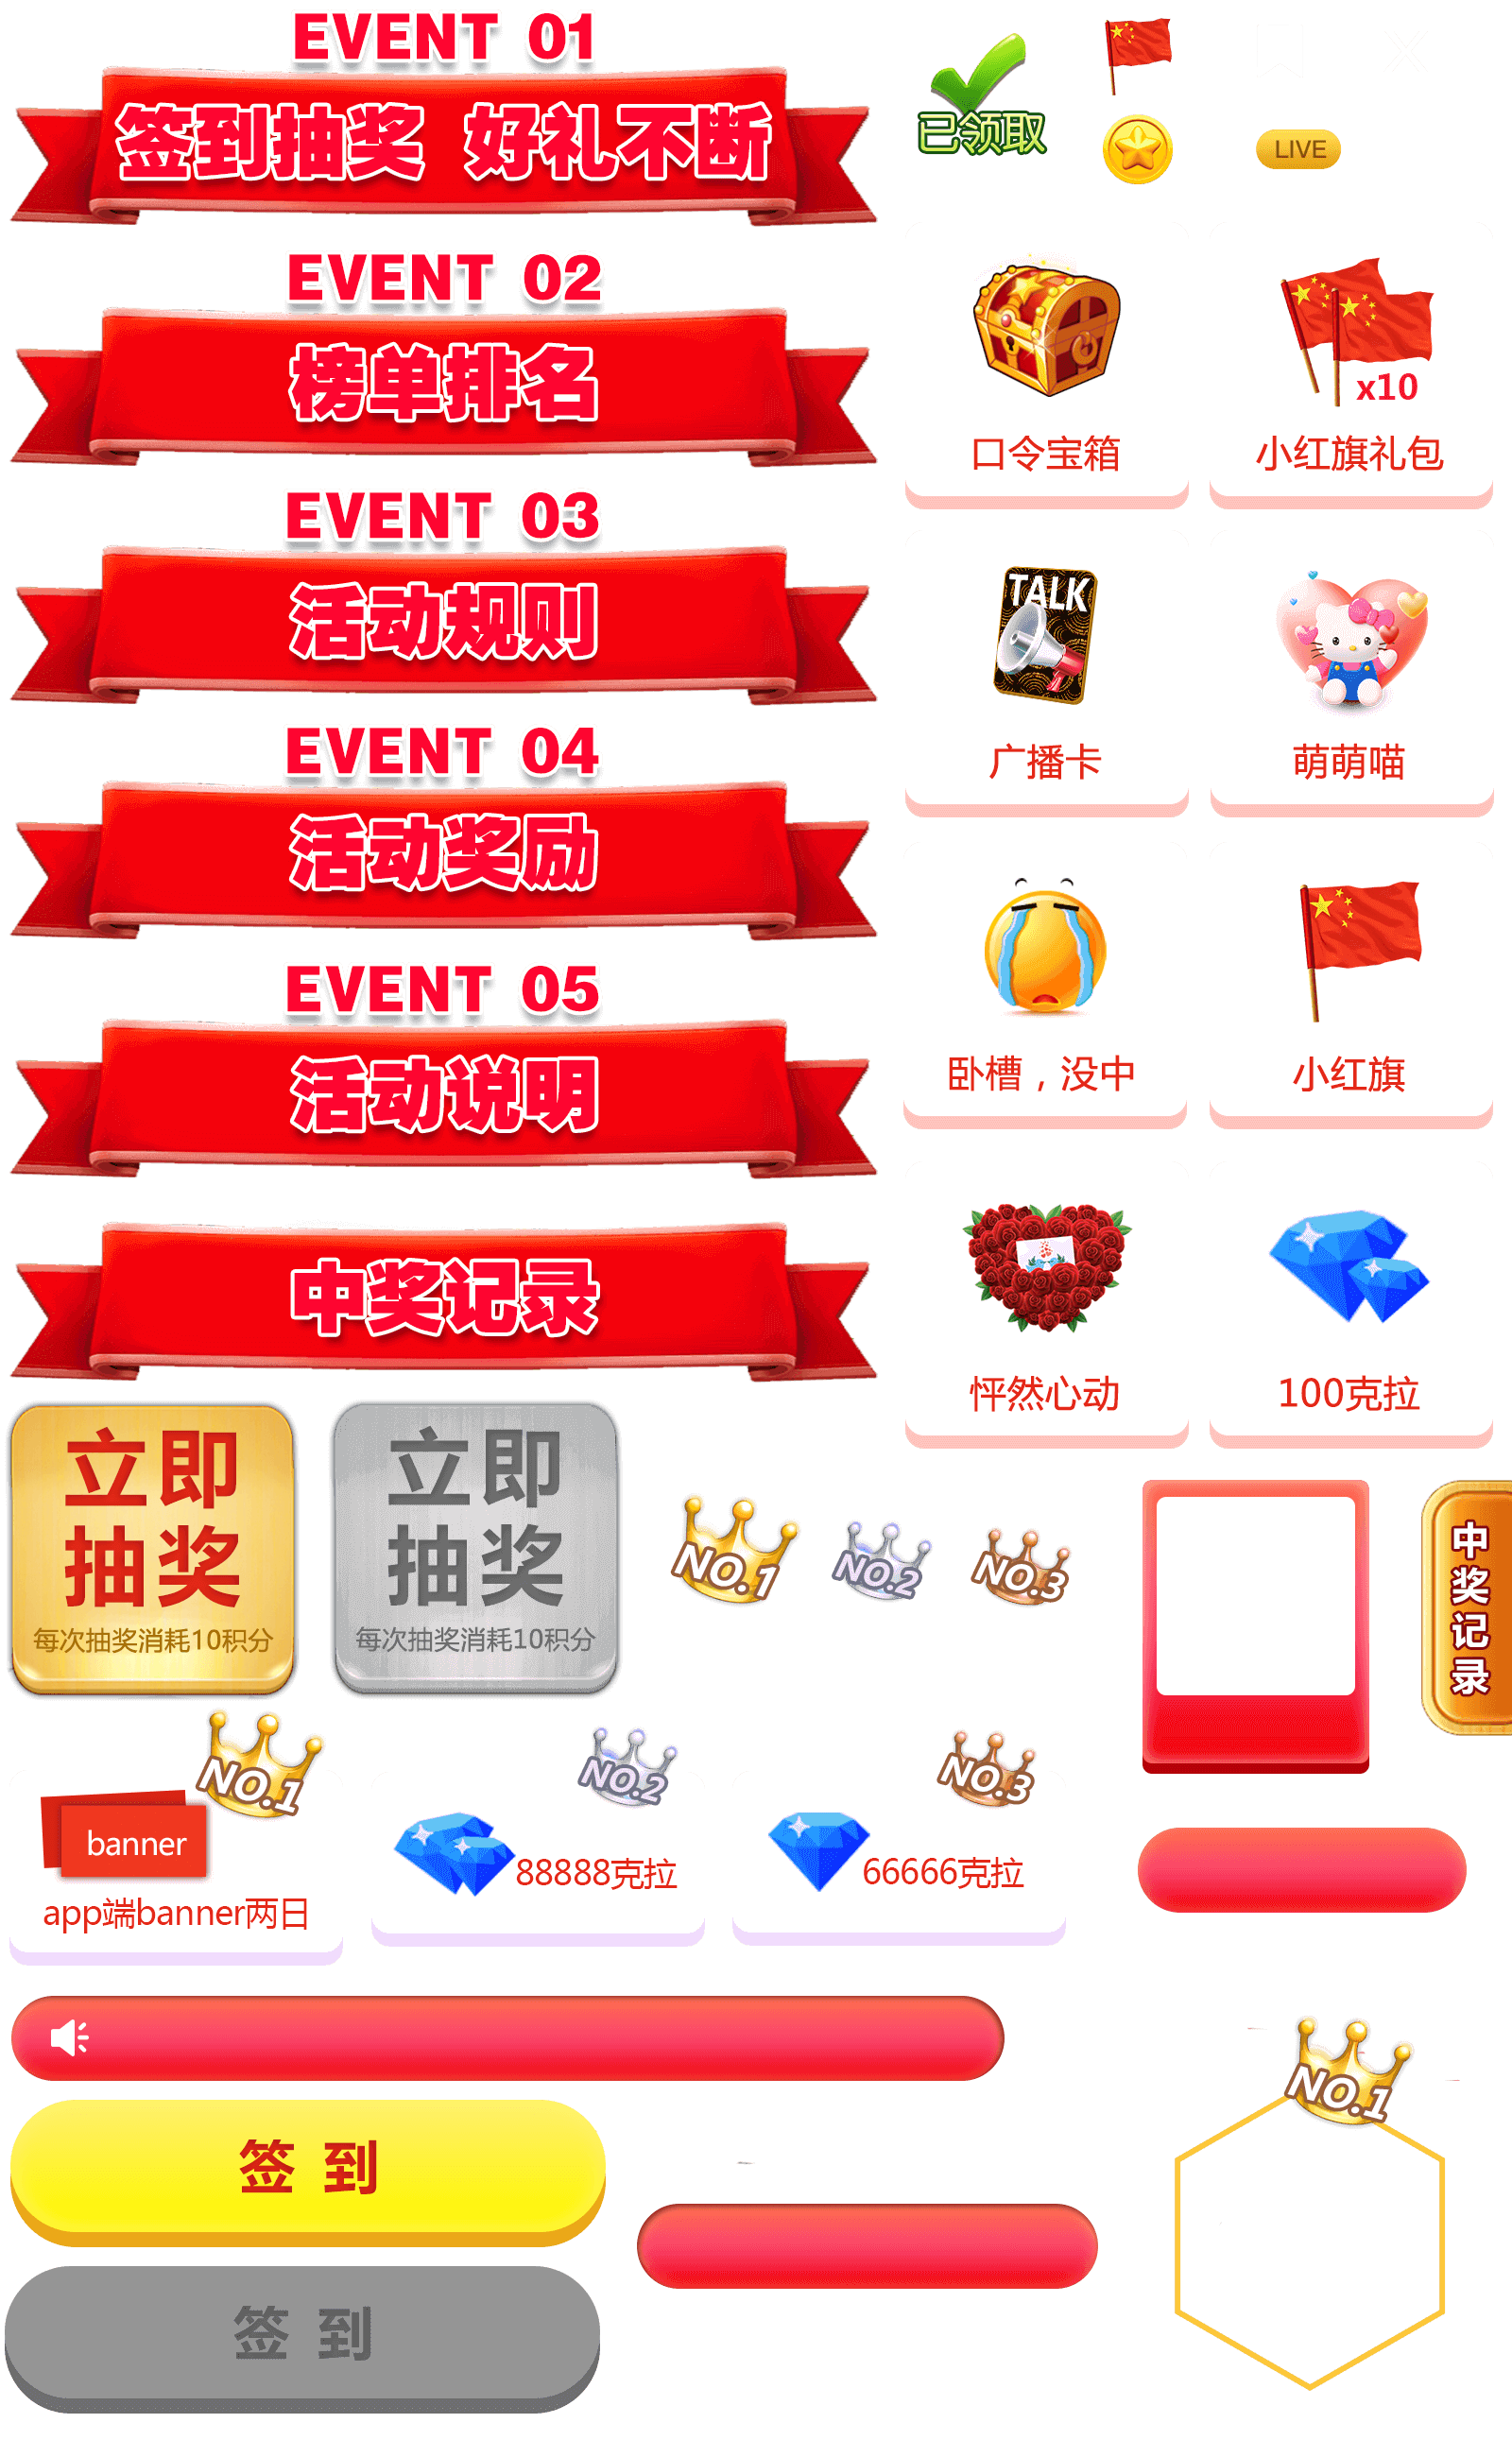 EVENT 01
签到抽奖 好礼不断
已领取
LIVE
EVENT 02
榜单排名
x10
口令宝箱
小红旗礼包
EVENT 03
活动规则
TALK
广播卡
萌萌喵
EVENT 04
活动奖励
卧槽，没中
小红旗
EVENT 05
活动说明
中奖记录
怦然心动
100克拉
立即
抽奖
每次抽奖消耗10积分
立即
抽奖
每次抽奖消耗10积分
NO.1
NO.2
NO.3
中奖记录
NO.1
banner
app端banner两日
NO.2
88888克拉
NO.3
66666克拉
签 到
签 到
NO.1